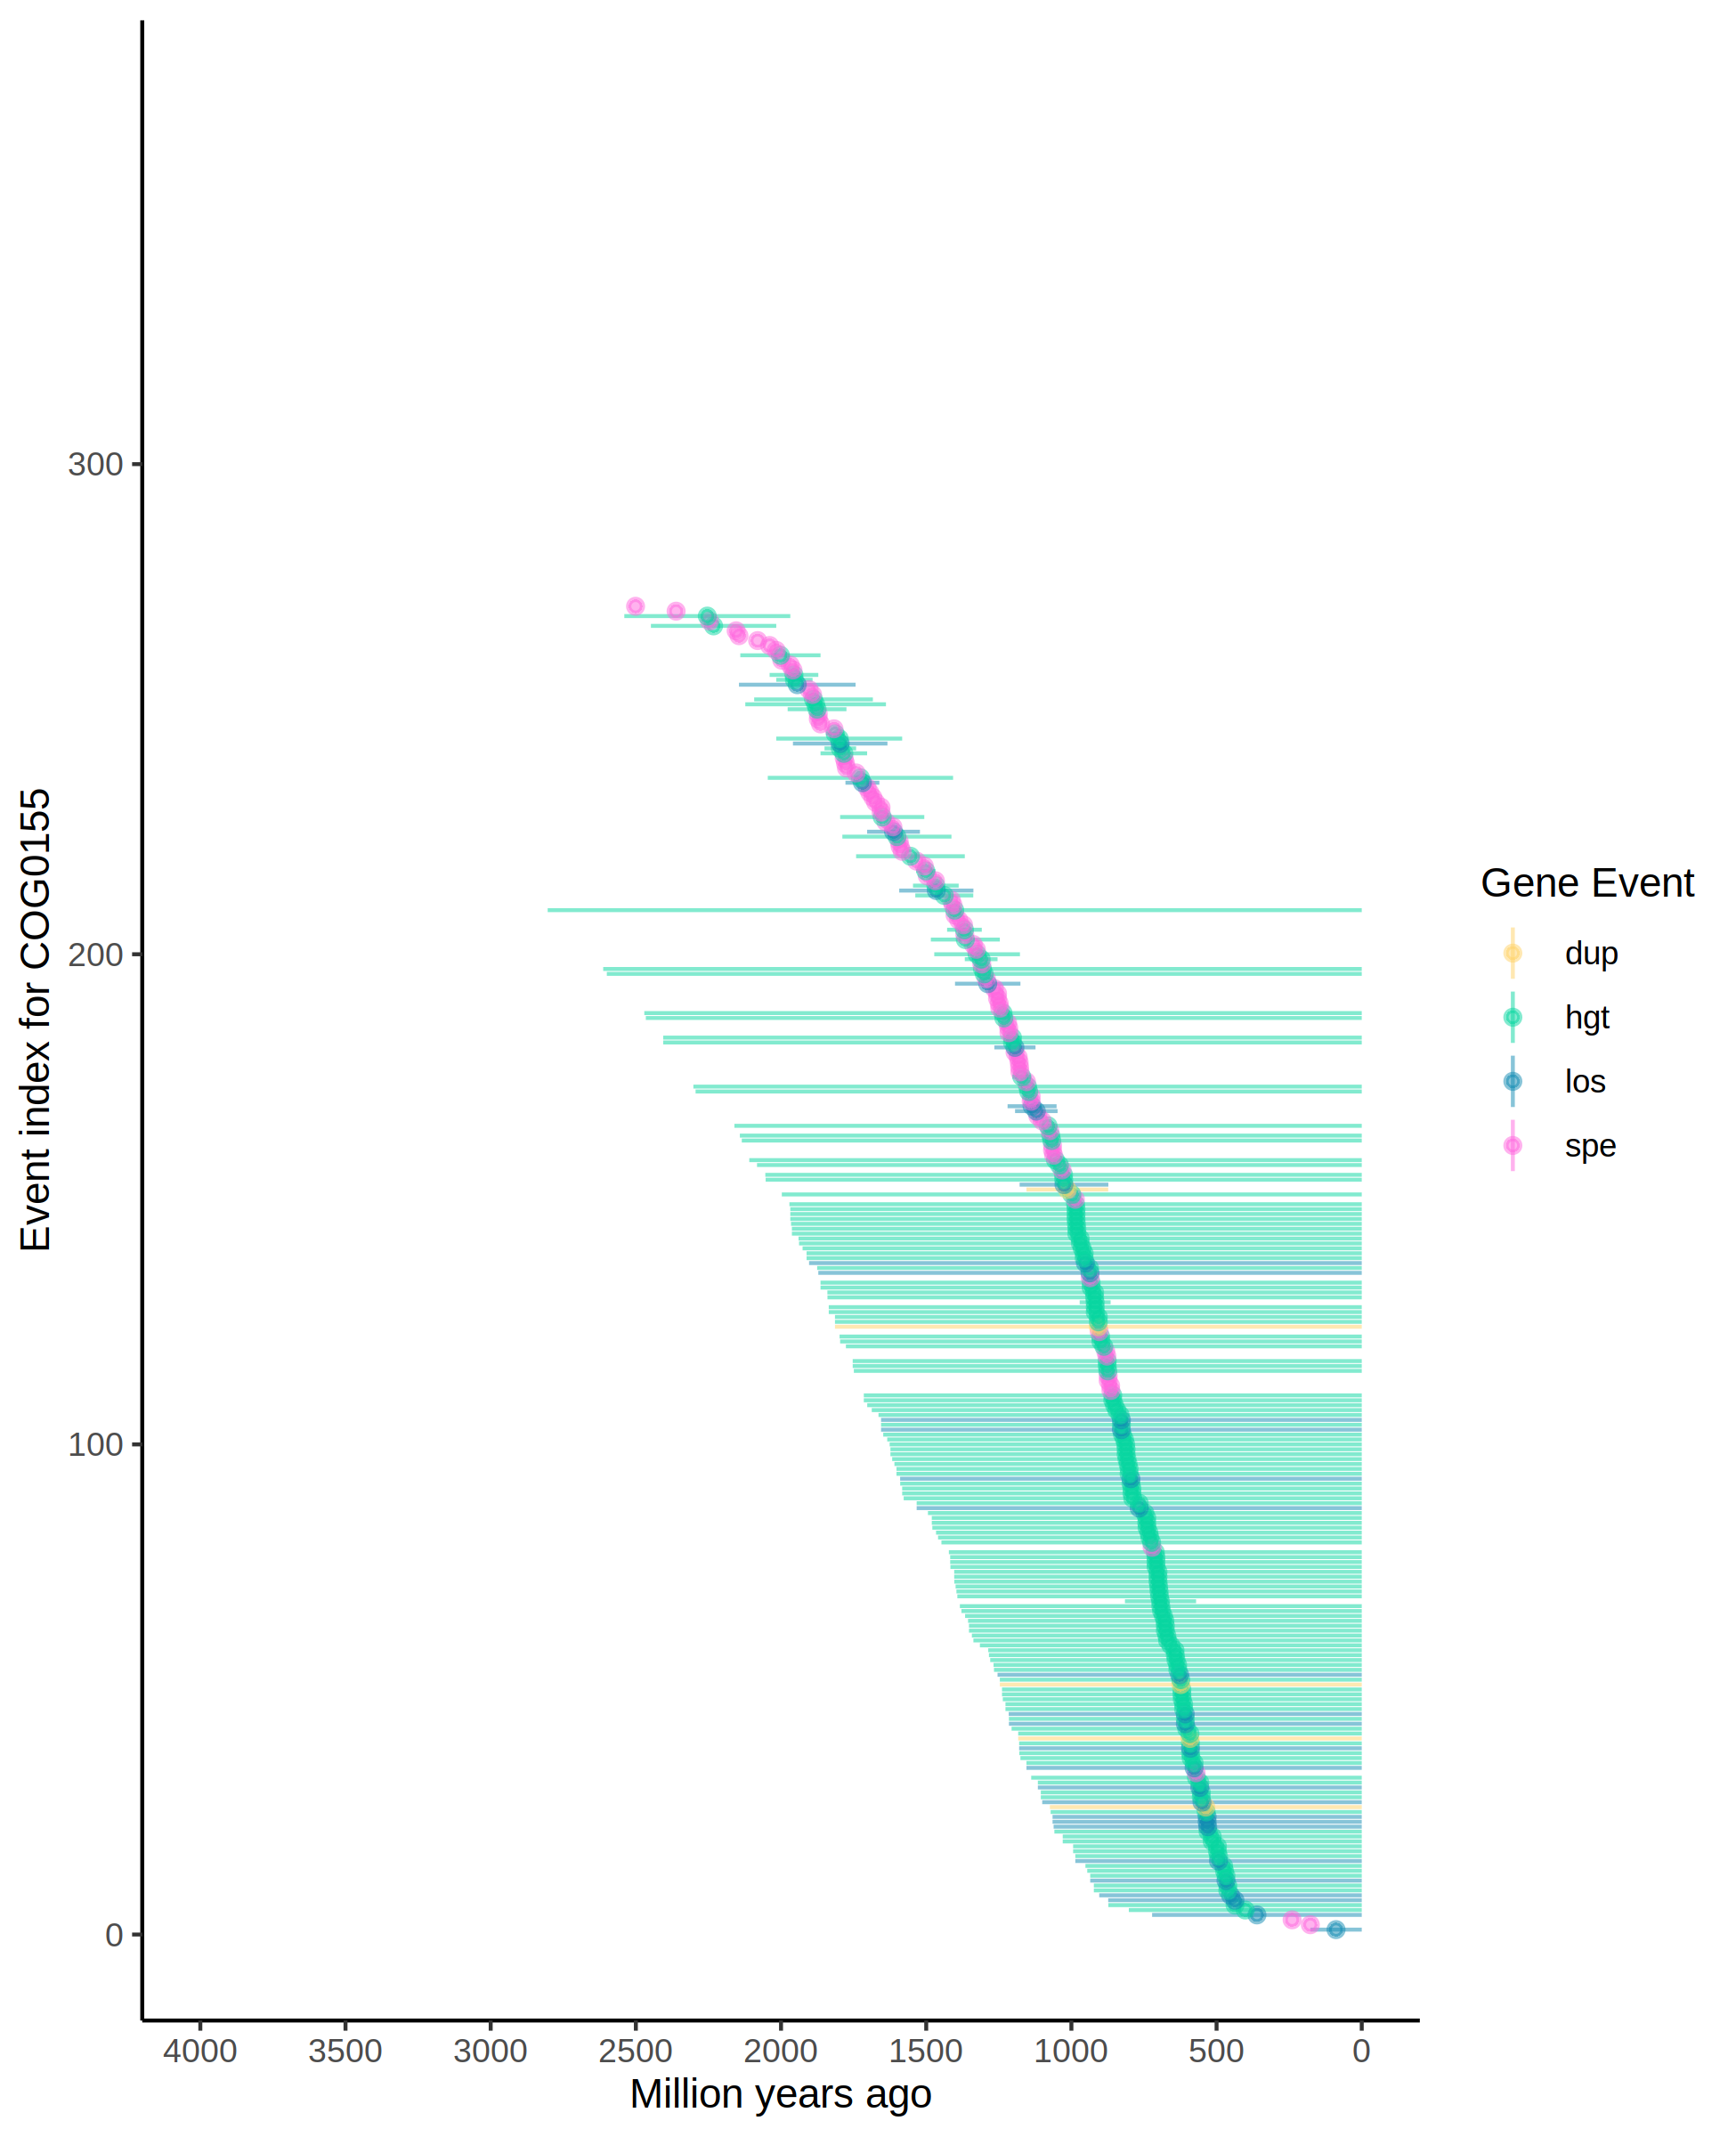 Event index for COG0155
300
200
100
0
4000 3500 3000 2500 2000 1500 1000 500 0
Million years ago
Gene Event
dup
hgt
los
spe